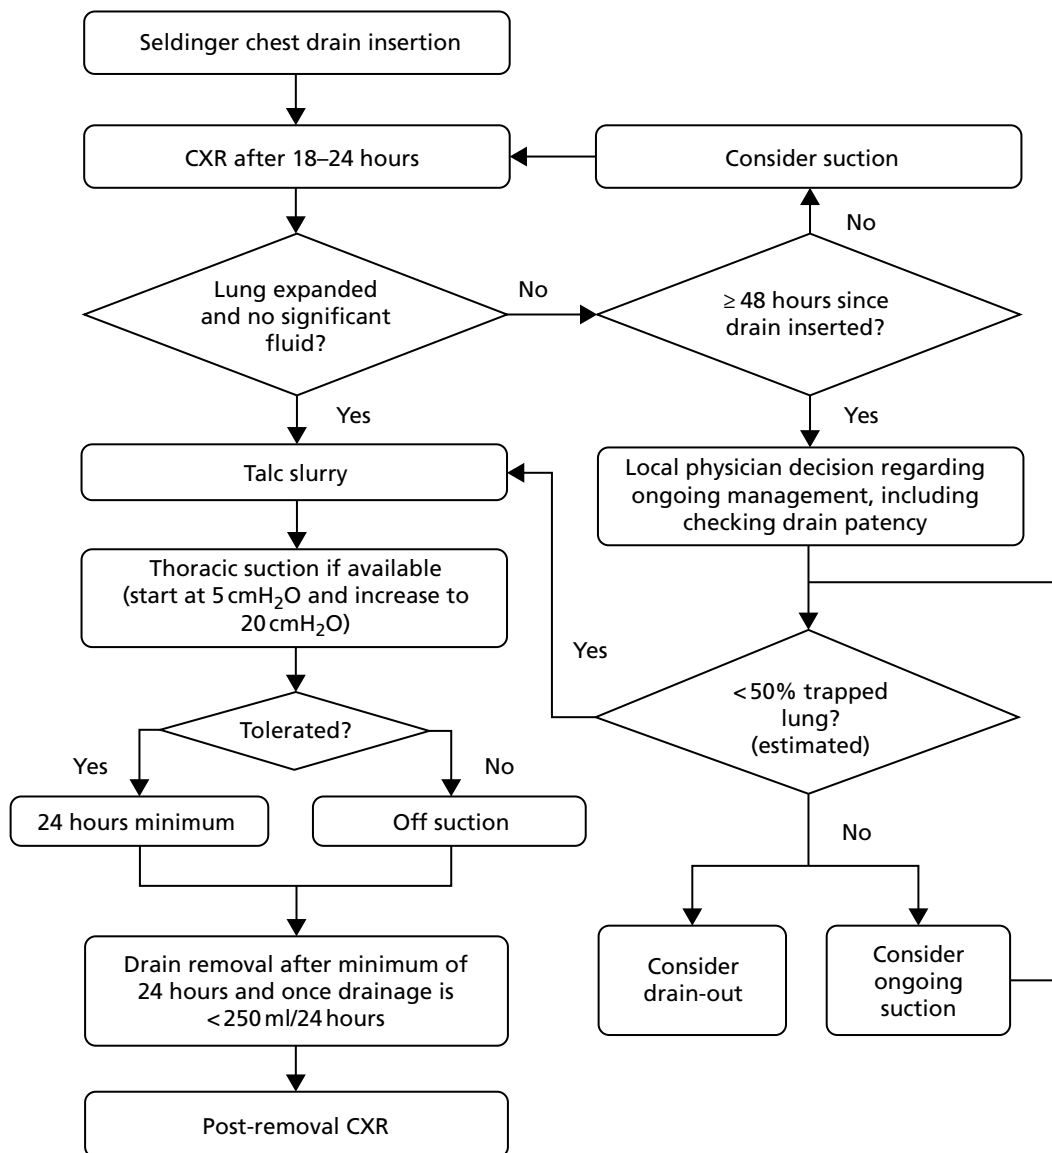 Seldinger chest drain insertion
CXR after 18–24 hours
Consider suction
No
Lung expanded
and no significant
fluid?
No
≥ 48 hours since
drain inserted?
Yes
Yes
Talc slurry
Local physician decision regarding
ongoing management, including
checking drain patency
Thoracic suction if available
(start at 5 cmH₂O and increase to
20 cmH₂O)
Yes
<50% trapped
lung?
(estimated)
Tolerated?
Yes
No
24 hours minimum
Off suction
No
Drain removal after minimum of
24 hours and once drainage is
<250 ml/24 hours
Consider
drain-out
Consider
ongoing
suction
Post-removal CXR